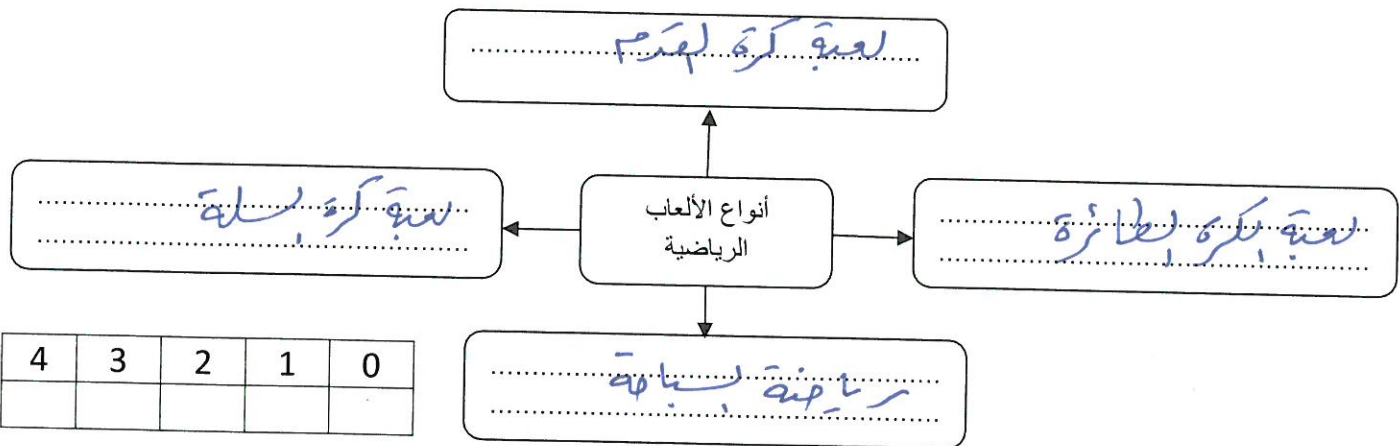 لعبة كرة القدم
أنواع الألعاب
الرياضية
لعبة الكرة الطائرة
لعبة كرة السلة
رياضة السباحة
4 3 2 1 0